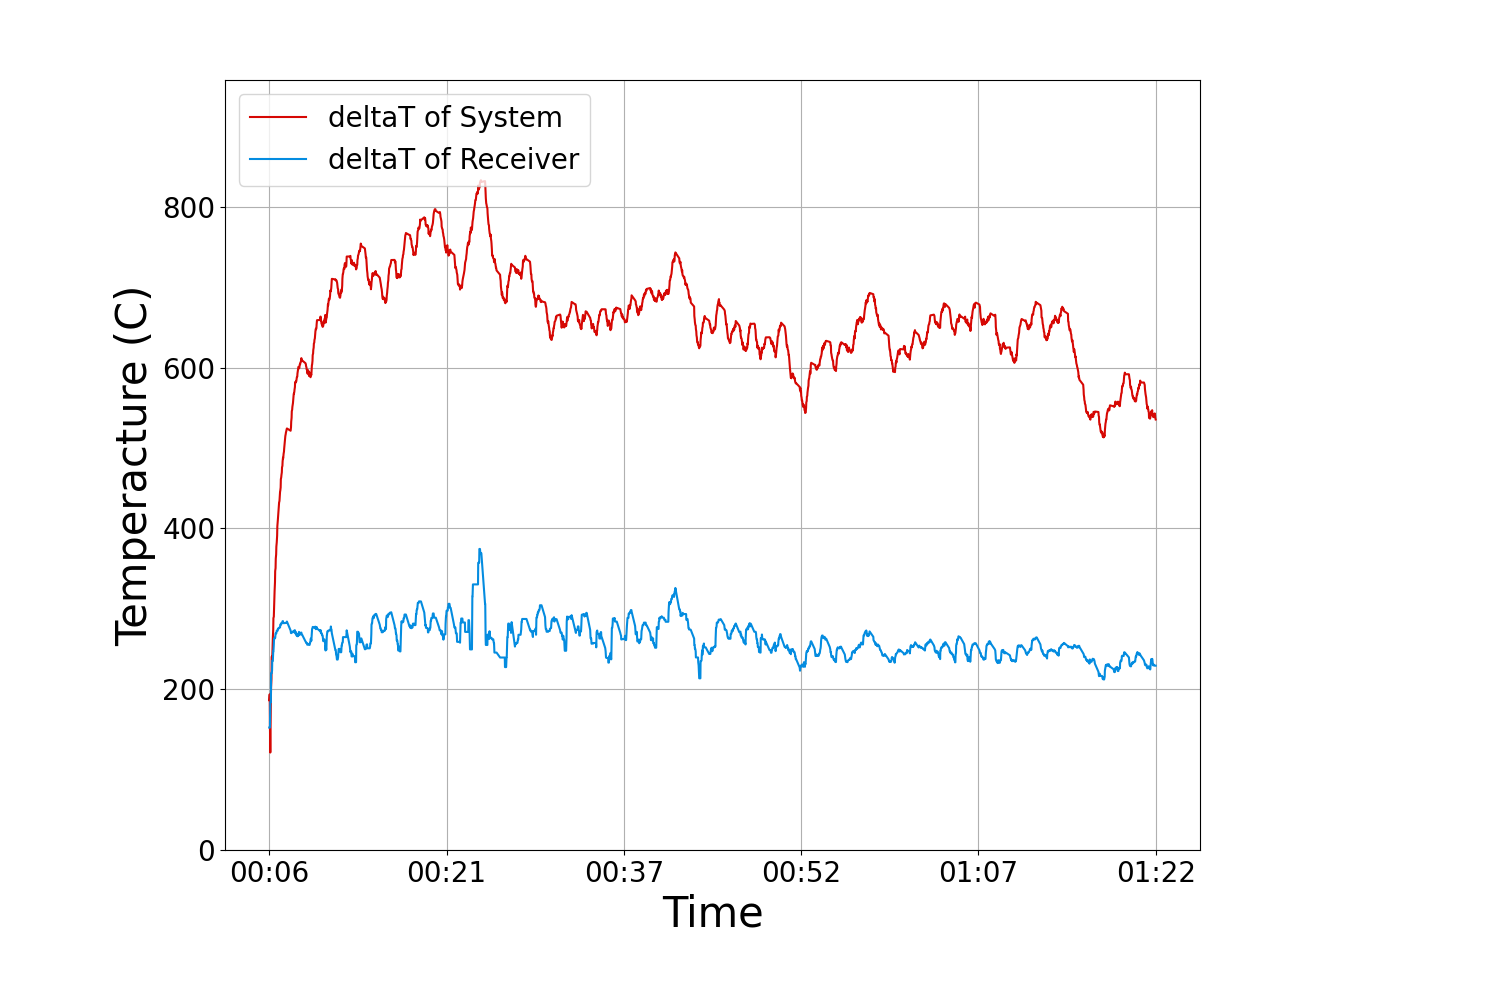 deltaT of System
deltaT of Receiver
800
600
400
200
0
Temperacture (C)
00:06 00:21 00:37 00:52 01:07 01:22
Time